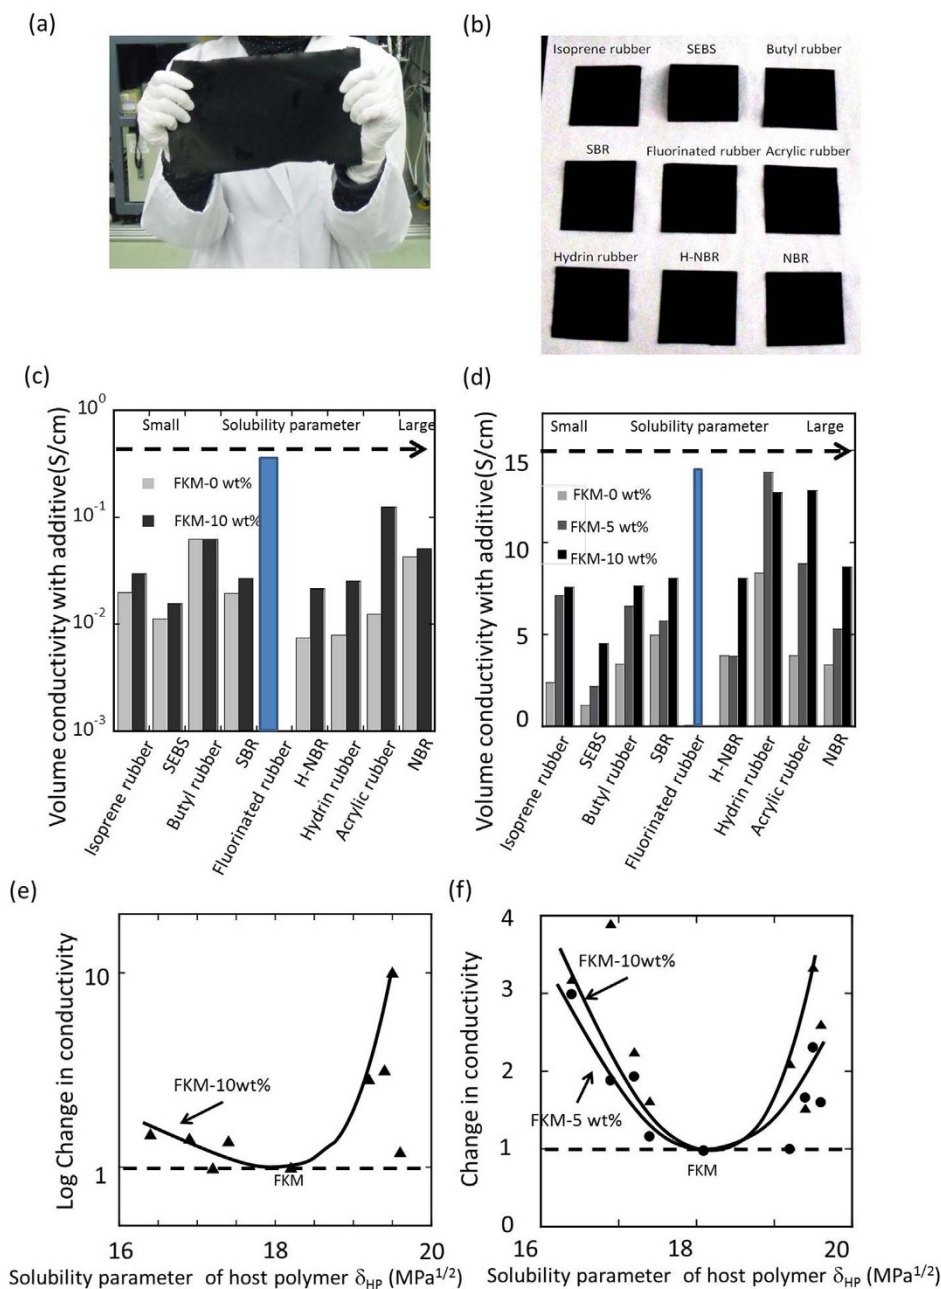 (a)
(b)
Isoprene rubber SEBS Butyl rubber
SBR Fluorinated rubber Acrylic rubber
Hydrin rubber H-NBR NBR
(c)
Volume conductivity with additive(S/cm)
10⁰
10⁻¹
10⁻²
10⁻³
Small Solubility parameter Large
FKM-0 wt%
FKM-10 wt%
Isoprene rubber
SEBS
Butyl rubber
SBR
Fluorinated rubber
H-NBR
Hydrin rubber
Acrylic rubber
NBR
(d)
Volume conductivity with additive(S/cm)
15
10
5
0
Small Solubility parameter Large
FKM-0 wt%
FKM-5 wt%
FKM-10 wt%
Isoprene rubber
SEBS
Butyl rubber
SBR
Fluorinated rubber
H-NBR
Hydrin rubber
Acrylic rubber
NBR
(e)
Log Change in conductivity
10
1
FKM-10wt%
FKM
16 18 20
Solubility parameter of host polymer δHP (MPa1/2)
(f)
Change in conductivity
4
3
2
1
0
FKM-10wt%
FKM-5 wt%
FKM
16 18 20
Solubility parameter of host polymer δHP (MPa1/2)